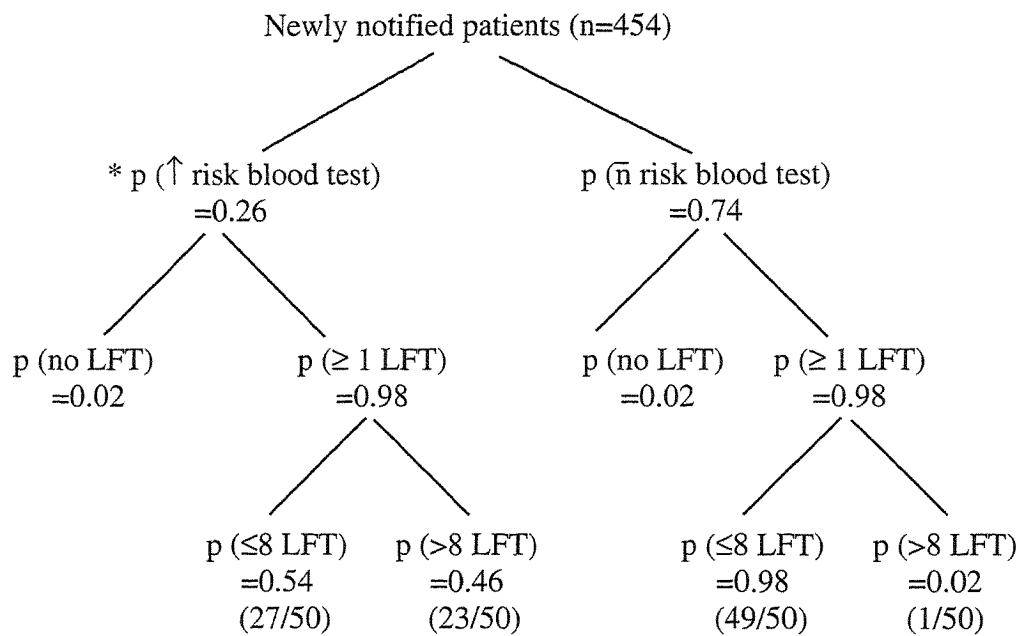 Newly notified patients (n=454)
* p (↑ risk blood test)
=0.26
p (n̅ risk blood test)
=0.74
p (no LFT)
=0.02
p (≥ 1 LFT)
=0.98
p (no LFT)
=0.02
p (≥ 1 LFT)
=0.98
p (≤8 LFT)
=0.54
(27/50)
p (>8 LFT)
=0.46
(23/50)
p (≤8 LFT)
=0.98
(49/50)
p (>8 LFT)
=0.02
(1/50)